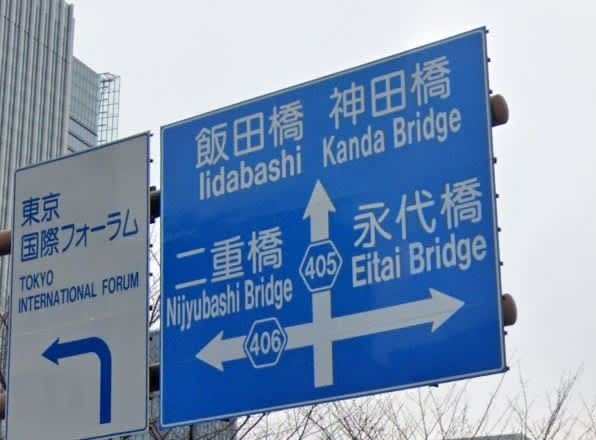 東京
国際フォーラム
TOKYO
INTERNATIONAL FORUM
飯田橋
Iidabashi
神田橋
Kanda Bridge
二重橋
Nijyubashi Bridge
永代橋
Eitai Bridge
405
406